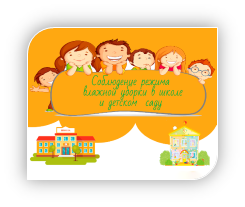 Соблюдение режима
влажной уборки в школе
и детском саду